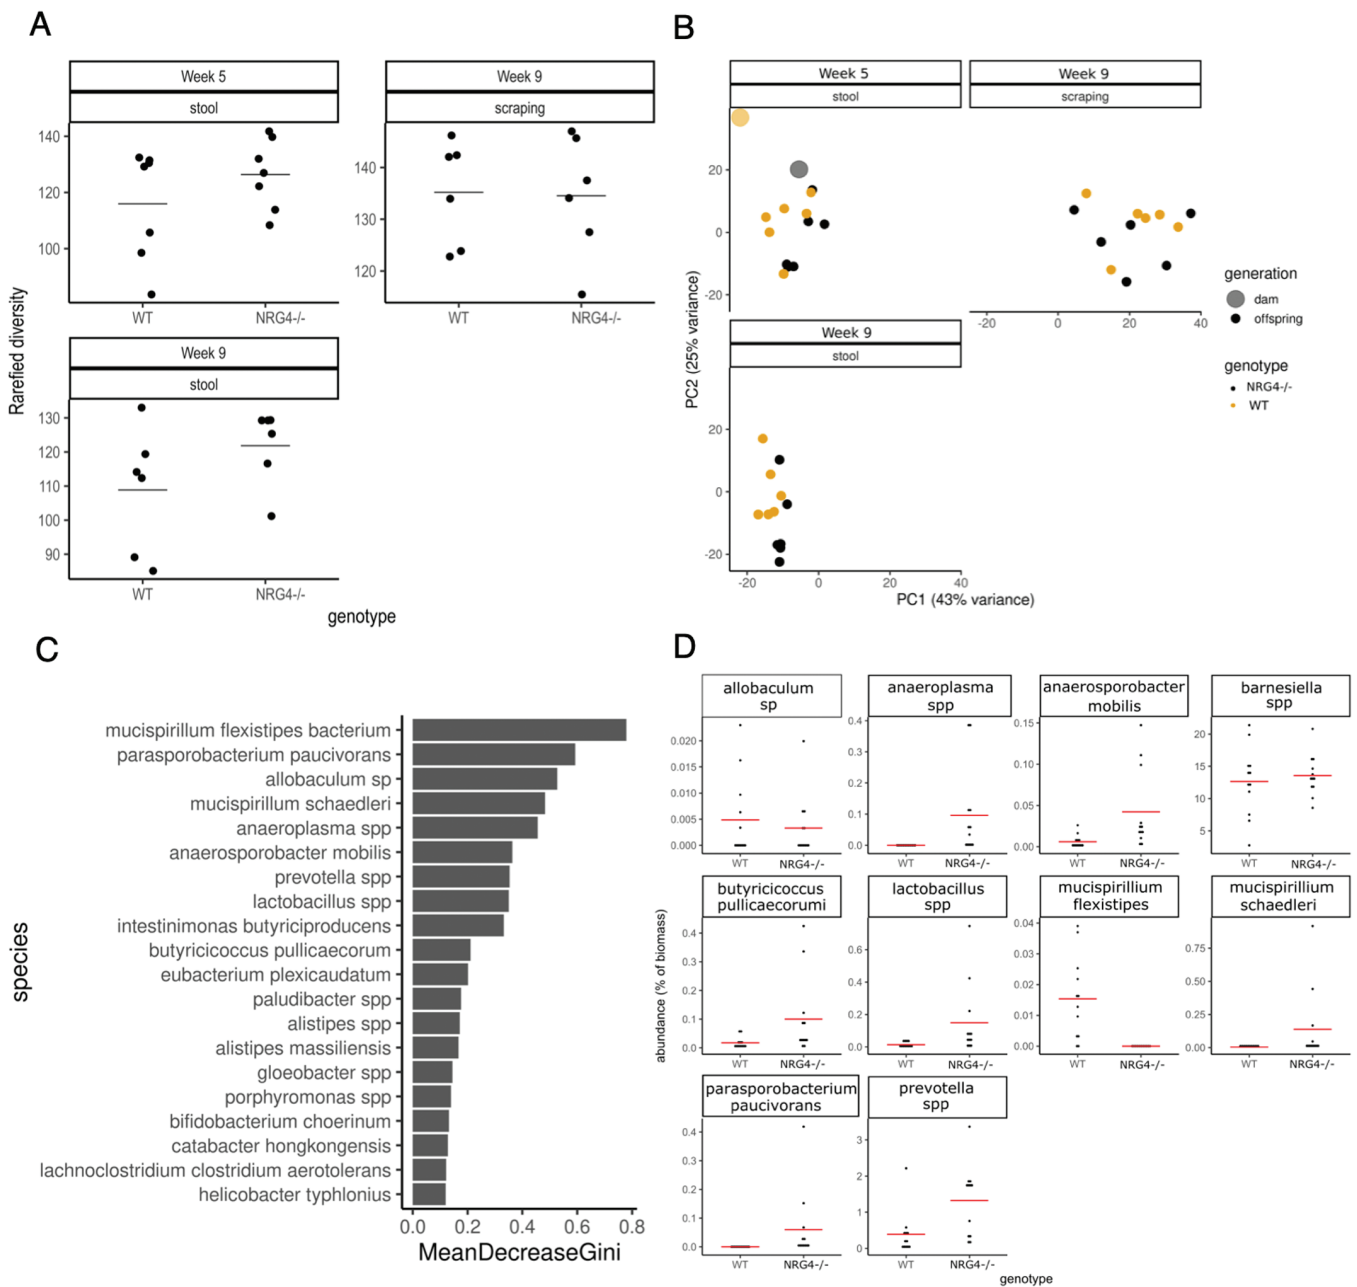 A
Week 5
stool
140
120
100
WT
NRG4-/-
Week 9
scraping
140
130
120
WT
NRG4-/-
Week 9
stool
130
120
110
100
90
WT
NRG4-/-
Rarefied diversity
genotype
B
Week 5
stool
20
0
-20
Week 9
scraping
-20
0
20
40
Week 9
stool
20
0
-20
-20
0
20
40
PC2 (25% variance)
PC1 (43% variance)
generation
dam
offspring
genotype
NRG4-/-
WT
C
species
mucispirillum flexistipes bacterium
parasporobacterium paucivorans
allobaculum sp
mucispirillum schaedleri
anaeroplasma spp
anaerosporobacter mobilis
prevotella spp
lactobacillus spp
intestinimonas butyriciproducens
butyricicoccus pullicaecorum
eubacterium plexicaudatum
paludibacter spp
alistipes spp
alistipes massiliensis
gloeobacter spp
porphyromonas spp
bifidobacterium choerinum
catabacter hongkongensis
lachnoclostridium clostridium aerotolerans
helicobacter typhlonius
0.0
0.2
0.4
0.6
0.8
MeanDecreaseGini
D
allobaculum
sp
0.020
0.015
0.010
0.005
0.000
WT
NRG4-/-
anaeroplasma
spp
0.4
0.3
0.2
0.1
0.0
WT
NRG4-/-
anaerosporobacter
mobilis
0.15
0.10
0.05
0.00
WT
NRG4-/-
barnesiella
spp
20
15
10
5
WT
NRG4-/-
butyricicoccus
pullicaecorumi
0.4
0.3
0.2
0.1
0.0
WT
NRG4-/-
lactobacillus
spp
0.6
0.4
0.2
0.0
WT
NRG4-/-
mucispirillium
flexistipes
0.04
0.03
0.02
0.01
0.00
WT
NRG4-/-
mucispirillium
schaedleri
0.75
0.50
0.25
0.00
WT
NRG4-/-
parasporobacterium
paucivorans
0.4
0.3
0.2
0.1
0.0
WT
NRG4-/-
prevotella
spp
3
2
1
0
WT
NRG4-/-
abundance (% of biomass)
genotype